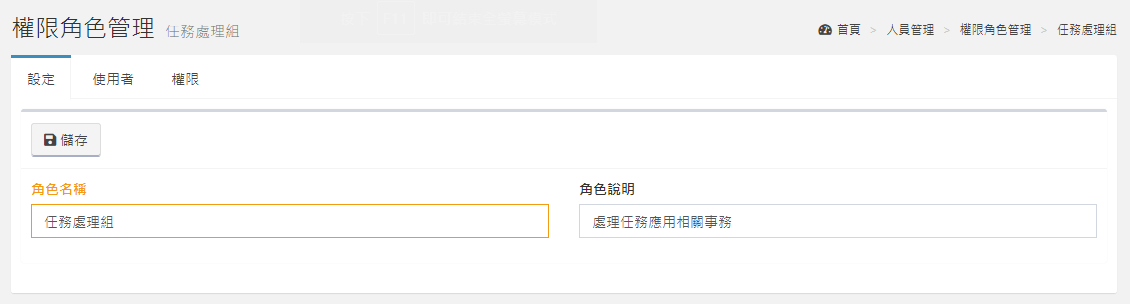 權限角色管理 任務處理組
首頁 > 人員管理 > 權限角色管理 > 任務處理組
設定 使用者 權限
儲存
角色名稱 角色說明
任務處理組 處理任務應用相關事務